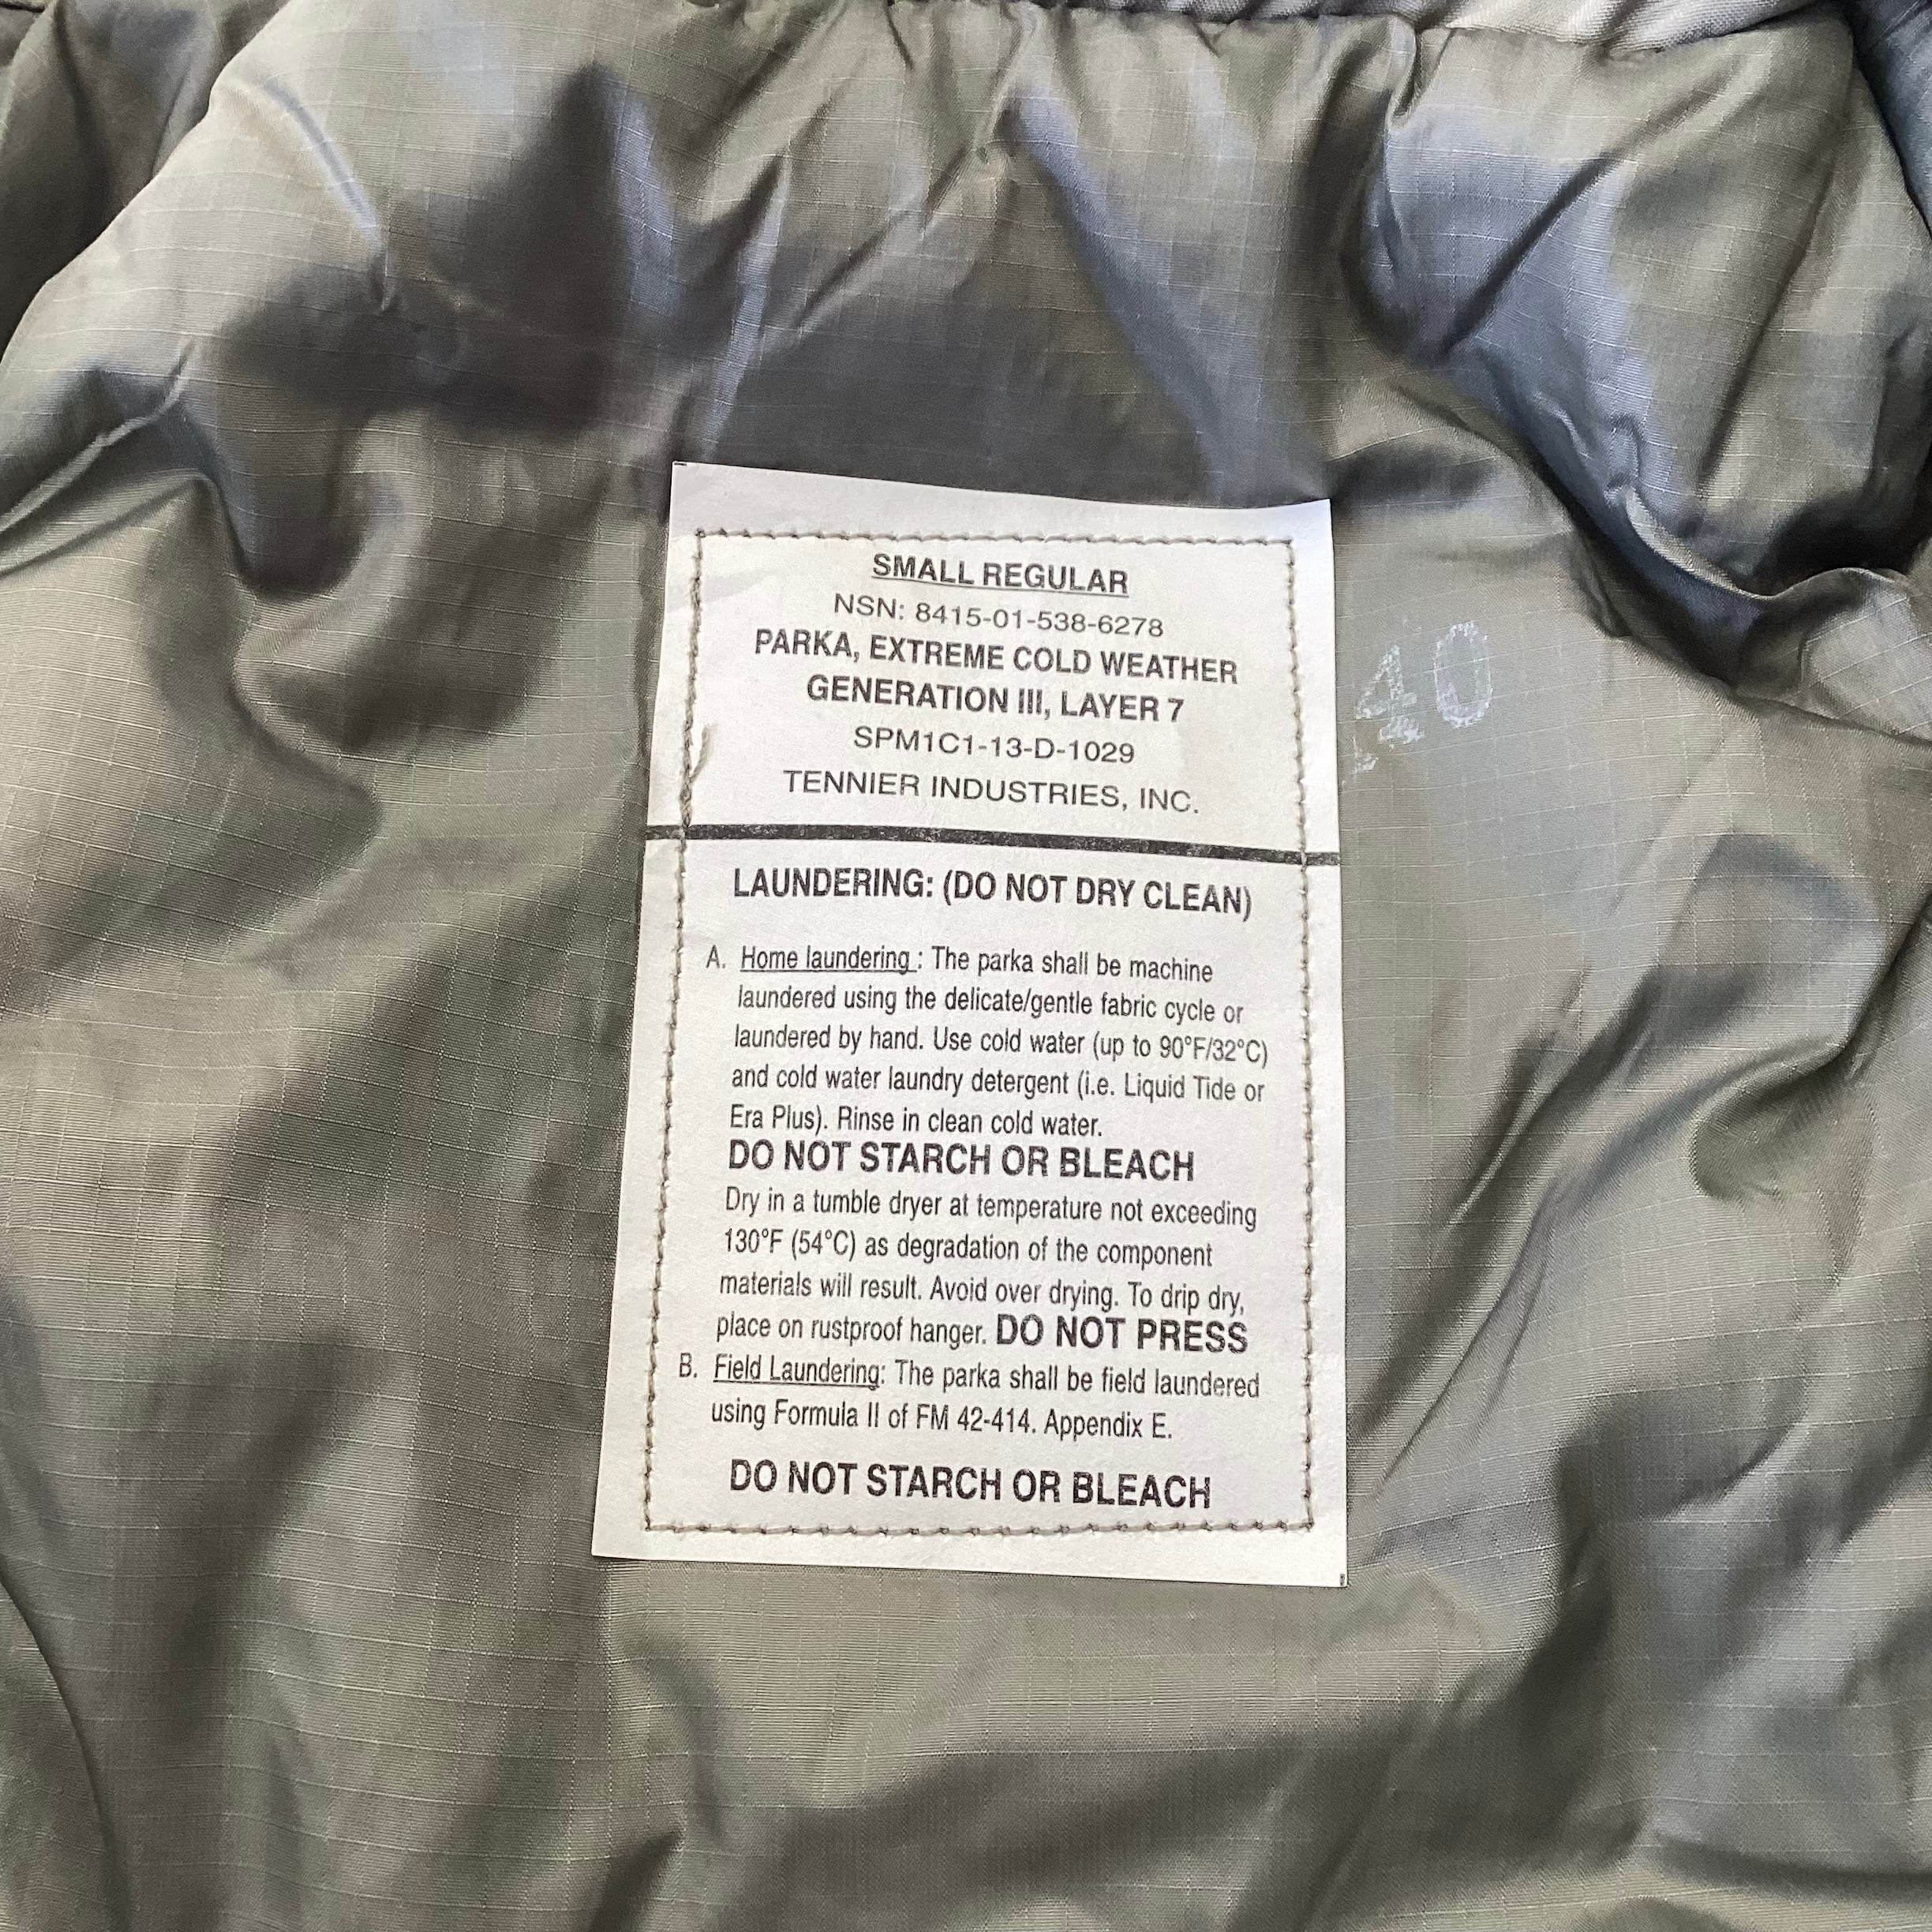 SMALL REGULAR
NSN: 8415-01-538-6278
PARKA, EXTREME COLD WEATHER
GENERATION III, LAYER 7
SPM1C1-13-D-1029
TENNIER INDUSTRIES, INC.
40
LAUNDERING: (DO NOT DRY CLEAN)
A. Home laundering : The parka shall be machine
laundered using the delicate/gentle fabric cycle or
laundered by hand. Use cold water (up to 90°F/32°C)
and cold water laundry detergent (i.e. Liquid Tide or
Era Plus). Rinse in clean cold water.
DO NOT STARCH OR BLEACH
Dry in a tumble dryer at temperature not exceeding
130°F (54°C) as degradation of the component
materials will result. Avoid over drying. To drip dry,
place on rustproof hanger. DO NOT PRESS
B. Field Laundering: The parka shall be field laundered
using Formula II of FM 42-414. Appendix E.
DO NOT STARCH OR BLEACH